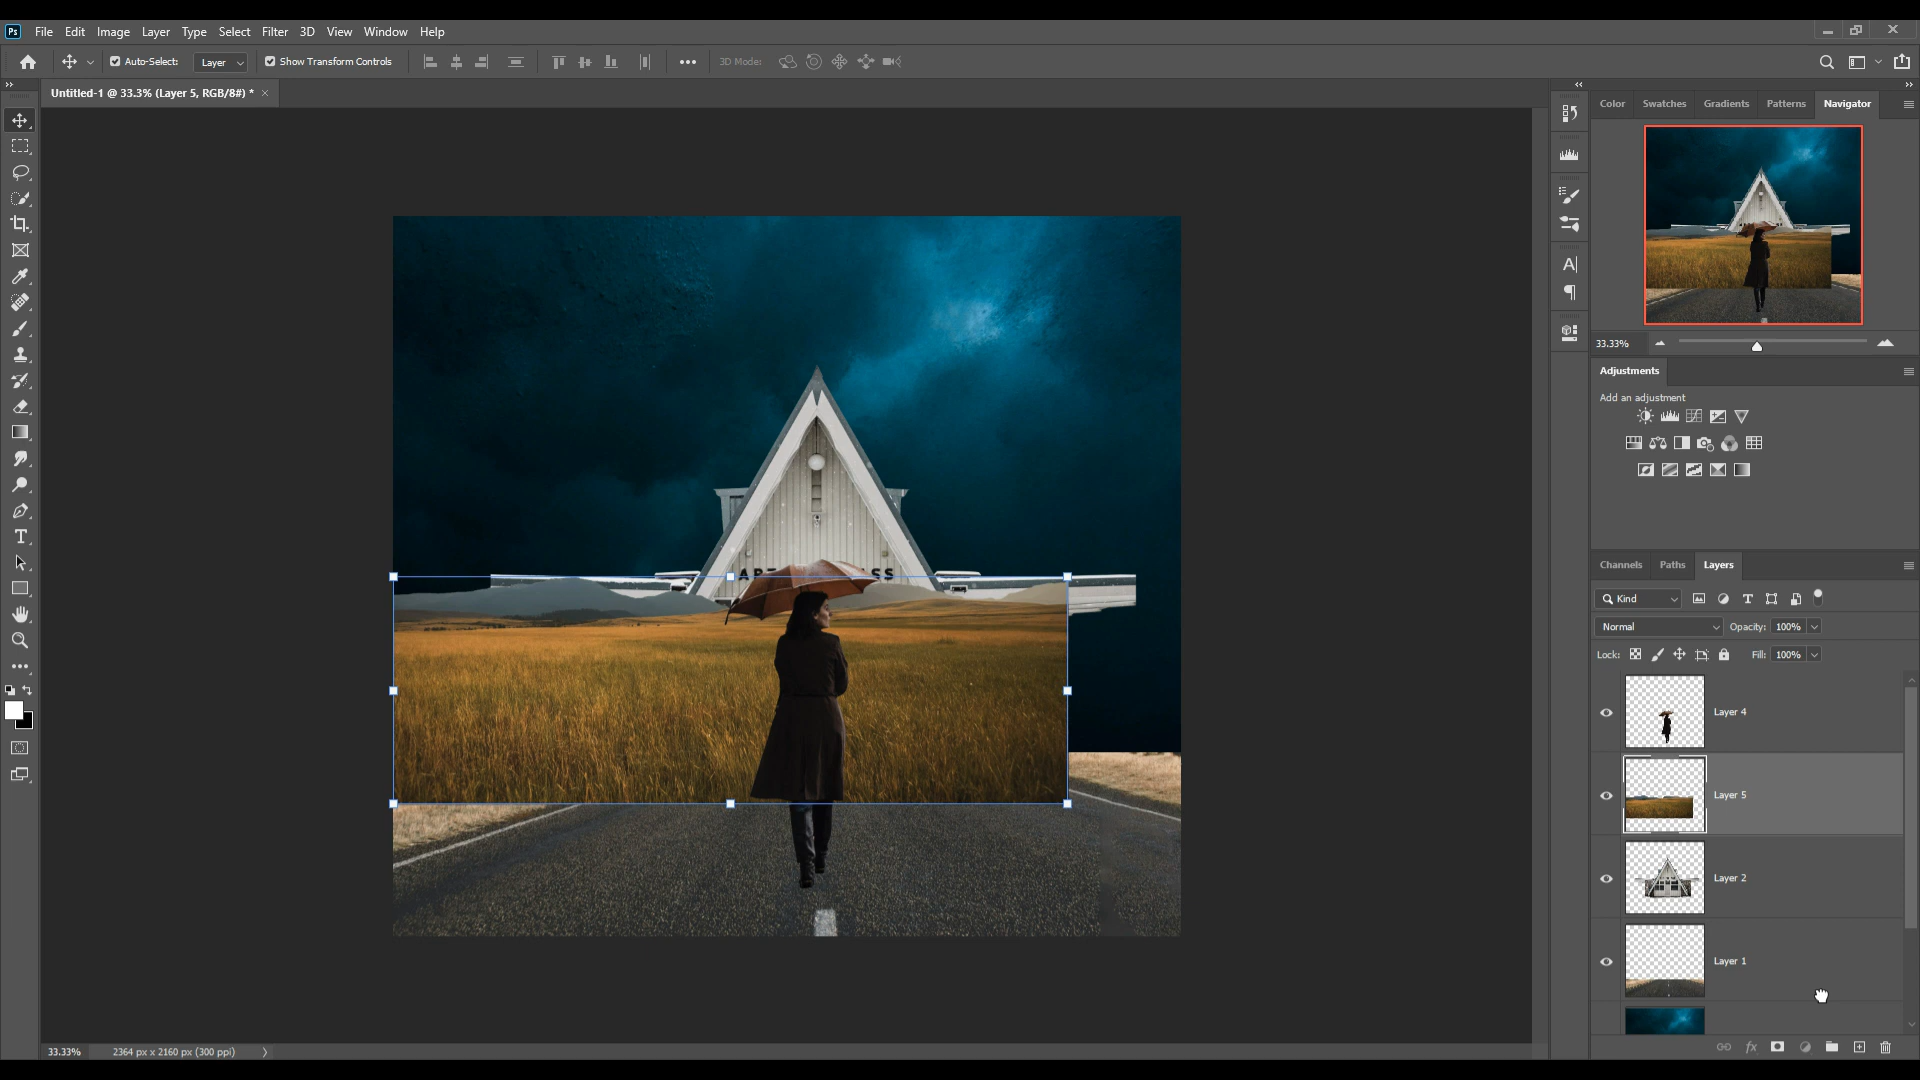 Ps File Edit Image Layer Type Select Filter 3D View Window Help
Auto-Select: Layer Show Transform Controls 3D Mode:
Untitled-1 @ 33.3% (Layer 5, RGB/8#) * ×
Color Swatches Gradients Patterns Navigator
33.33%
Adjustments
Add an adjustment
Channels Paths Layers
Kind
Normal Opacity: 100%
Lock: Fill: 100%
Layer 4
Layer 5
Layer 2
Layer 1
fx
33.33% 2364 px x 2160 px (300 ppi)